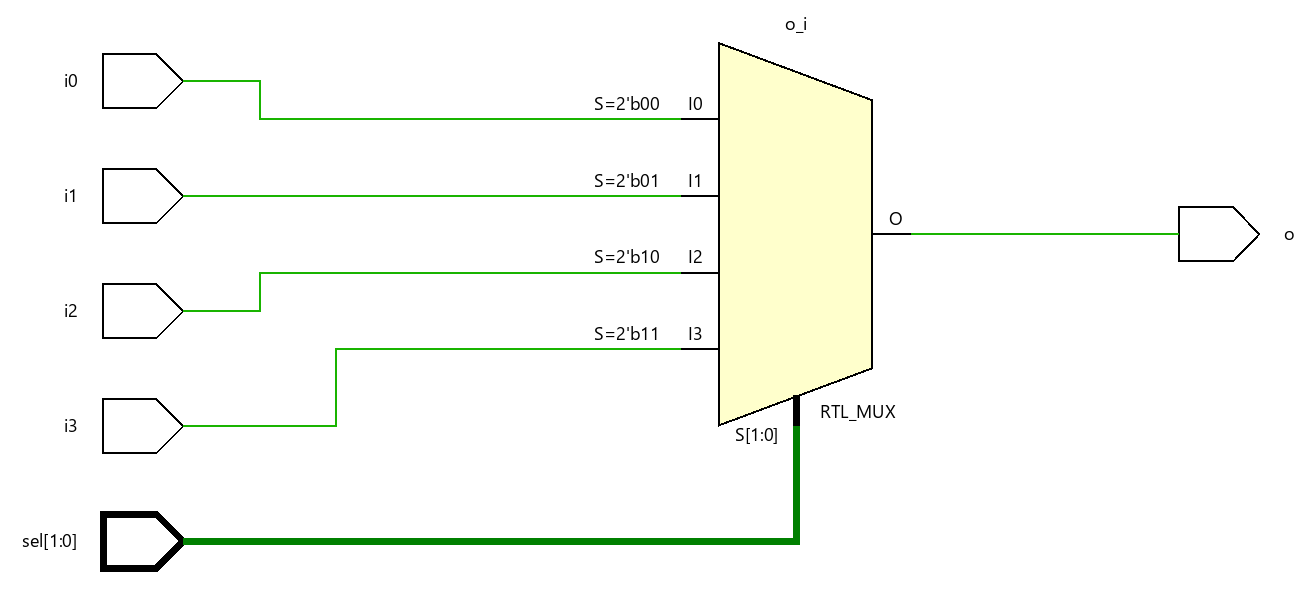 o_i
i0
S=2'b00 I0
i1
S=2'b01 I1
O
o
i2
S=2'b10 I2
S=2'b11 I3
i3
RTL_MUX
S[1:0]
sel[1:0]